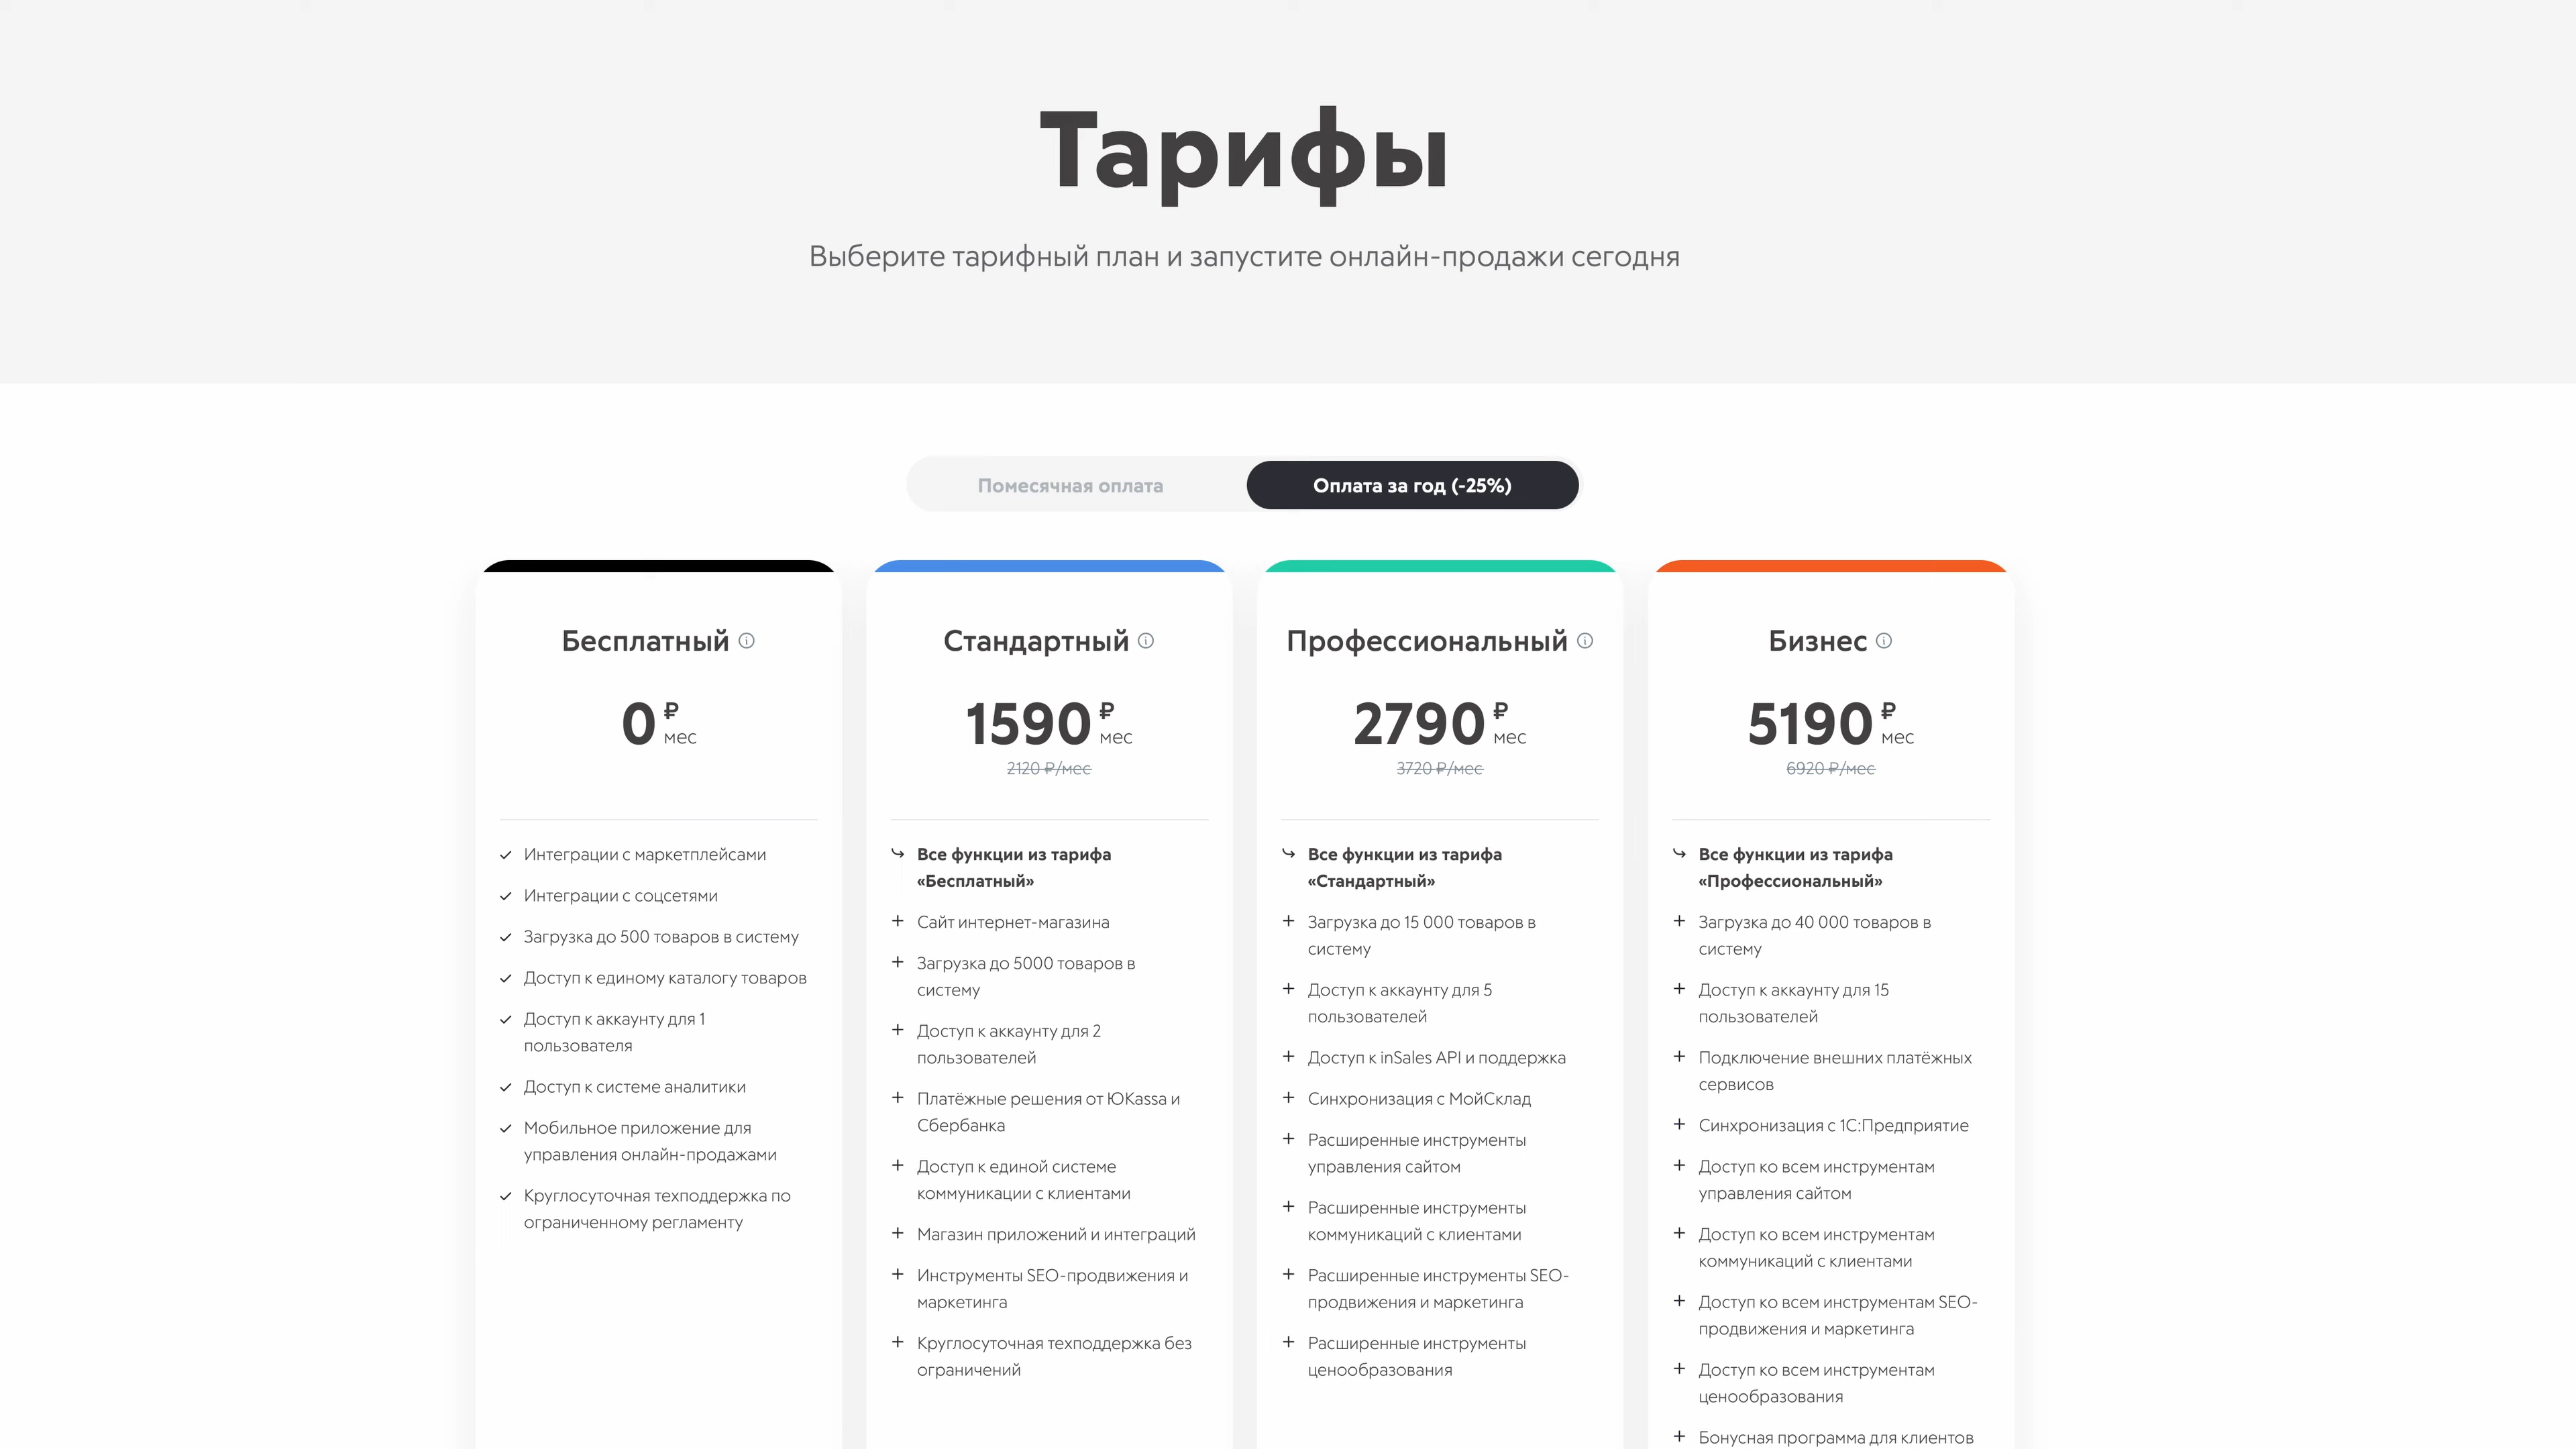 Тарифы
Выберите тарифный план и запустите онлайн-продажи сегодня
Помесячная оплата
Оплата за год (-25%)
Бесплатный
0 ₽
мес
Интеграции с маркетплейсами
Интеграции с соцсетями
Загрузка до 500 товаров в систему
Доступ к единому каталогу товаров
Доступ к аккаунту для 1
пользователя
Доступ к системе аналитики
Мобильное приложение для
управления онлайн-продажами
Круглосуточная техподдержка по
ограниченному регламенту
Стандартный
1590 ₽
мес
2120 ₽/мес
Все функции из тарифа
«Бесплатный»
Сайт интернет-магазина
Загрузка до 5000 товаров в
систему
Доступ к аккаунту для 2
пользователей
Платёжные решения от ЮKassa и
Сбербанка
Доступ к единой системе
коммуникации с клиентами
Магазин приложений и интеграций
Инструменты SEO-продвижения и
маркетинга
Круглосуточная техподдержка без
ограничений
Профессиональный
2790 ₽
мес
3720 ₽/мес
Все функции из тарифа
«Стандартный»
Загрузка до 15 000 товаров в
систему
Доступ к аккаунту для 5
пользователей
Доступ к inSales API и поддержка
Синхронизация с МойСклад
Расширенные инструменты
управления сайтом
Расширенные инструменты
коммуникаций с клиентами
Расширенные инструменты SEO-
продвижения и маркетинга
Расширенные инструменты
ценообразования
Бизнес
5190 ₽
мес
6920 ₽/мес
Все функции из тарифа
«Профессиональный»
Загрузка до 40 000 товаров в
систему
Доступ к аккаунту для 15
пользователей
Подключение внешних платёжных
сервисов
Синхронизация с 1С:Предприятие
Доступ ко всем инструментам
управления сайтом
Доступ ко всем инструментам
коммуникаций с клиентами
Доступ ко всем инструментам SEO-
продвижения и маркетинга
Доступ ко всем инструментам
ценообразования
Бонусная программа для клиентов